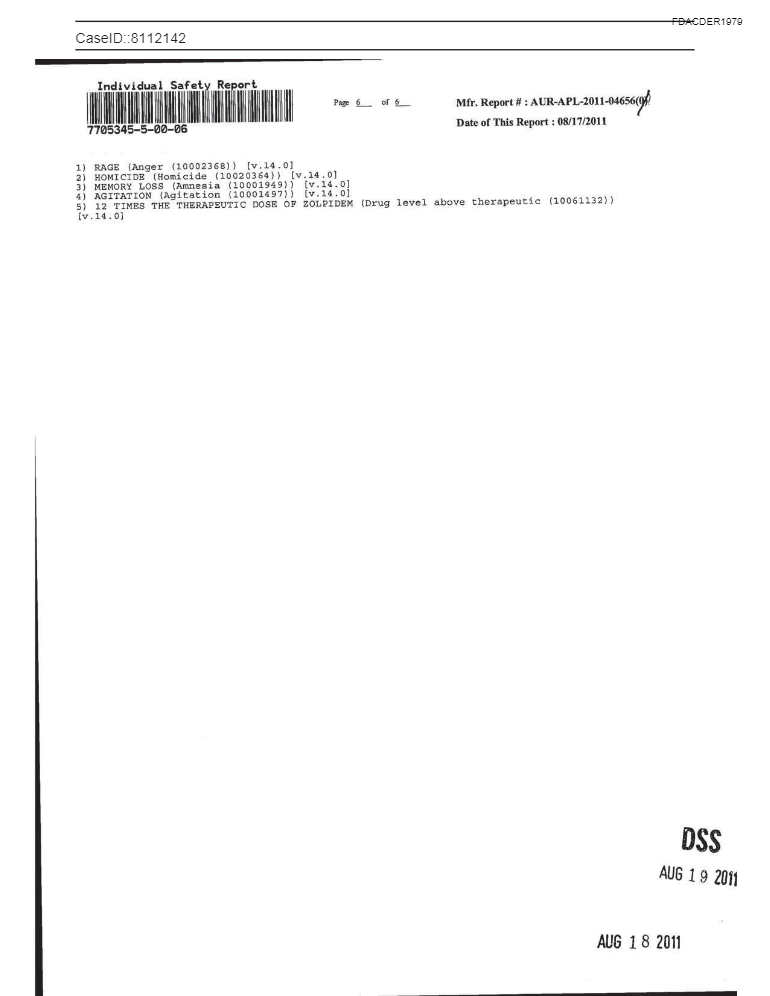 FDACDER1979
CaseID::8112142
Individual Safety Report
7705345-5-00-06
Page 6 of 6
Mfr. Report # : AUR-APL-2011-04656(0)
Date of This Report : 08/17/2011
1) RAGE (Anger (10002368)) [v.14.0]
2) HOMICIDE (Homicide (10020364)) [v.14.0]
3) MEMORY LOSS (Amnesia (10001949)) [v.14.0]
4) AGITATION (Agitation (10001497)) [v.14.0]
5) 12 TIMES THE THERAPEUTIC DOSE OF ZOLPIDEM (Drug level above therapeutic (10061132))
[v.14.0]
DSS
AUG 19 2011
AUG 18 2011